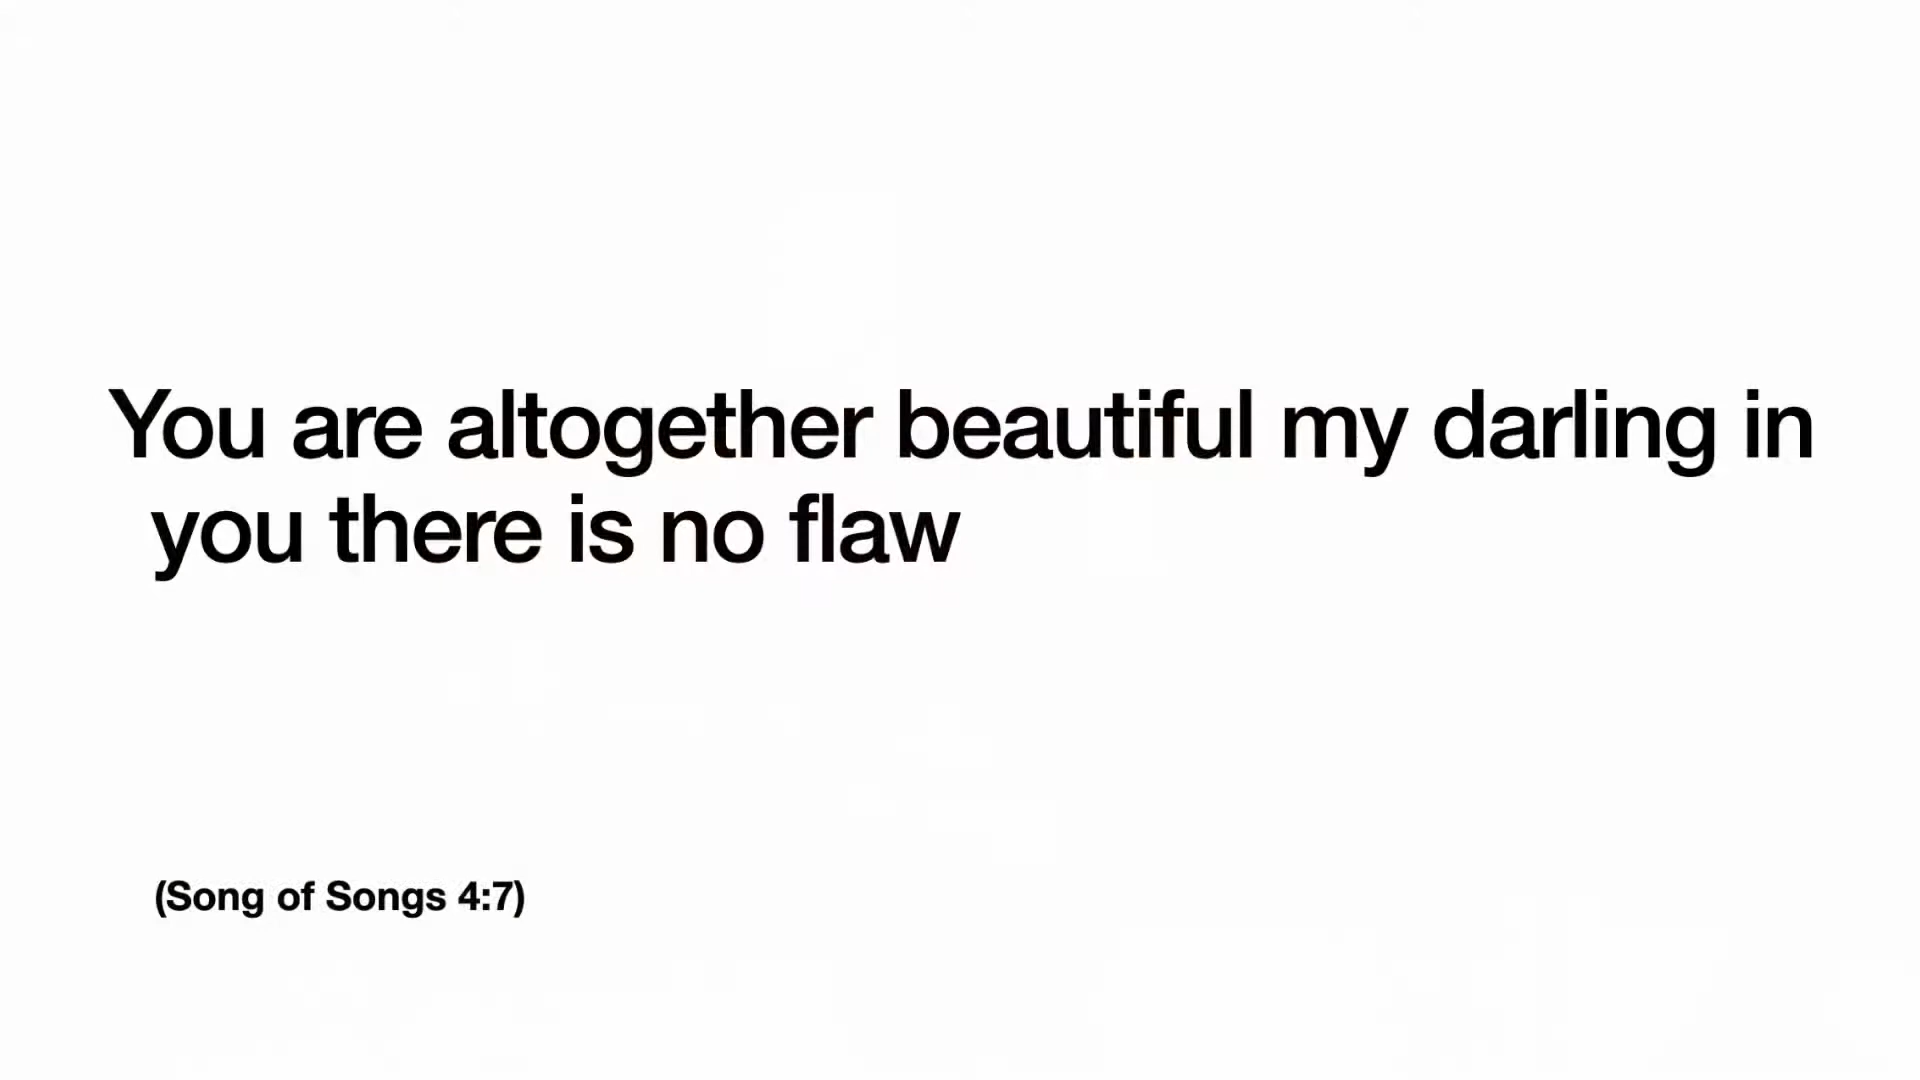 You are altogether beautiful my darling in
you there is no flaw
(Song of Songs 4:7)